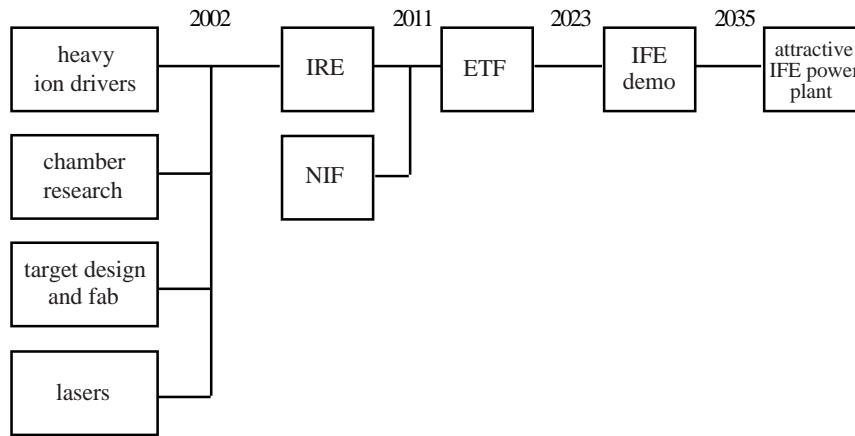 2002
2011
2023
2035
heavy
ion drivers
IRE
ETF
IFE
demo
attractive
IFE power
plant
chamber
research
NIF
target design
and fab
lasers